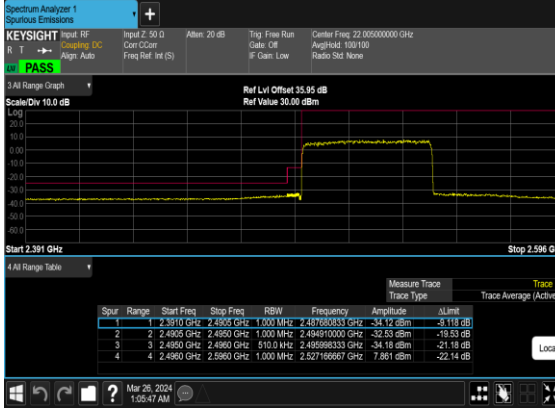 Spectrum Analyzer 1
Spurious Emissions
+
KEYSIGHT Input: RF Input Z: 50 Ω Atten: 20 dB Trig: Free Run Center Freq: 22.005000000 GHz
R T Coupling: DC Corr CCorr Gate: Off Avg|Hold: 100/100
Align: Auto Freq Ref: Int (S) IF Gain: Low Radio Std: None
PASS
3 All Range Graph
Ref Lvl Offset 35.95 dB
Scale/Div 10.0 dB Ref Value 30.00 dBm
Log
20.0
10.0
0.00
-10.0
-20.0
-30.0
-40.0
-50.0
-60.0
Start 2.391 GHz Stop 2.596 G
4 All Range Table
Measure Trace Trace
Trace Type Trace Average (Active
Spur Range Start Freq Stop Freq RBW Frequency Amplitude ΔLimit
1 1 2.3910 GHz 2.4905 GHz 1.000 MHz 2.487680833 GHz -34.12 dBm -9.118 dB
2 2 2.4905 GHz 2.4950 GHz 1.000 MHz 2.494910000 GHz -32.53 dBm -19.53 dB
3 3 2.4950 GHz 2.4960 GHz 510.0 kHz 2.495998333 GHz -34.18 dBm -21.18 dB
4 4 2.4960 GHz 2.5960 GHz 1.000 MHz 2.527166667 GHz 7.861 dBm -22.14 dB
Loca
? Mar 26, 2024
1:05:47 AM